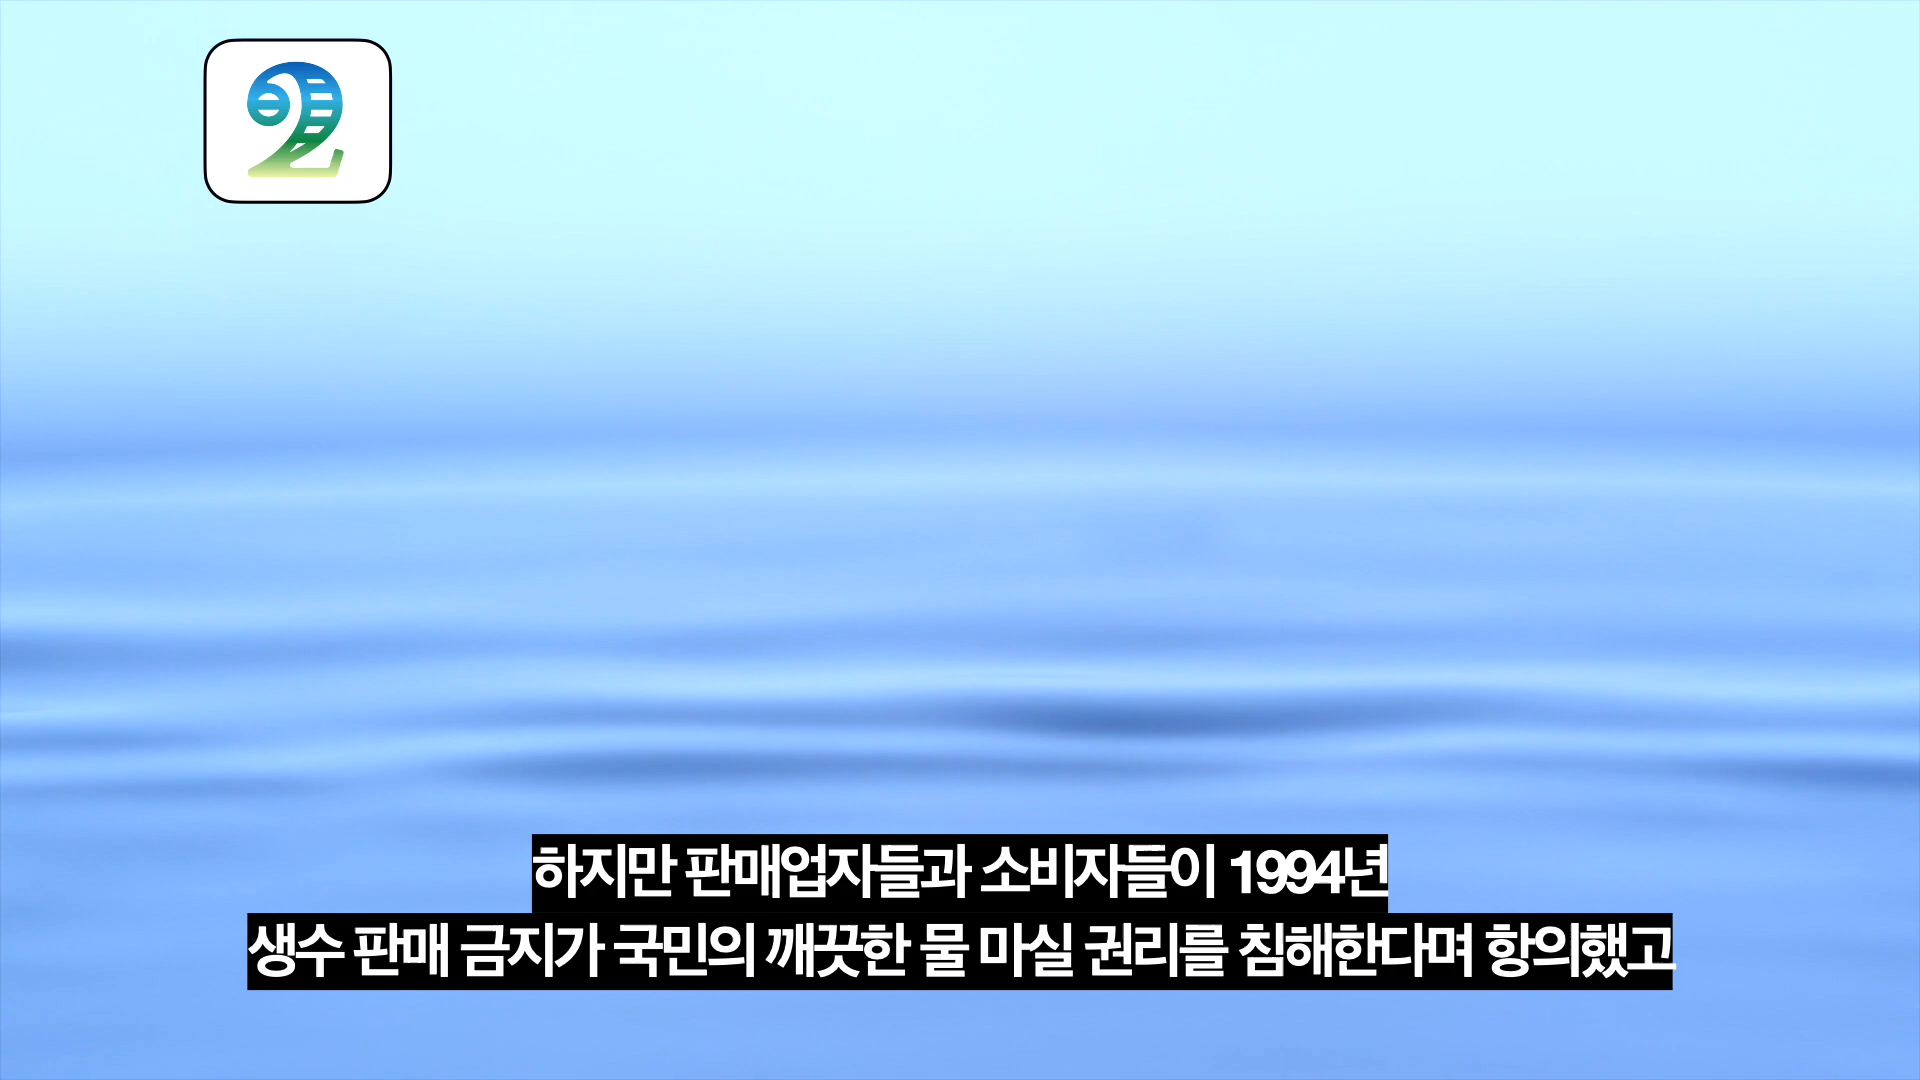 2
하지만 판매업자들과 소비자들이 1994년
생수 판매 금지가 국민의 깨끗한 물 마실 권리를 침해한다며 항의했고